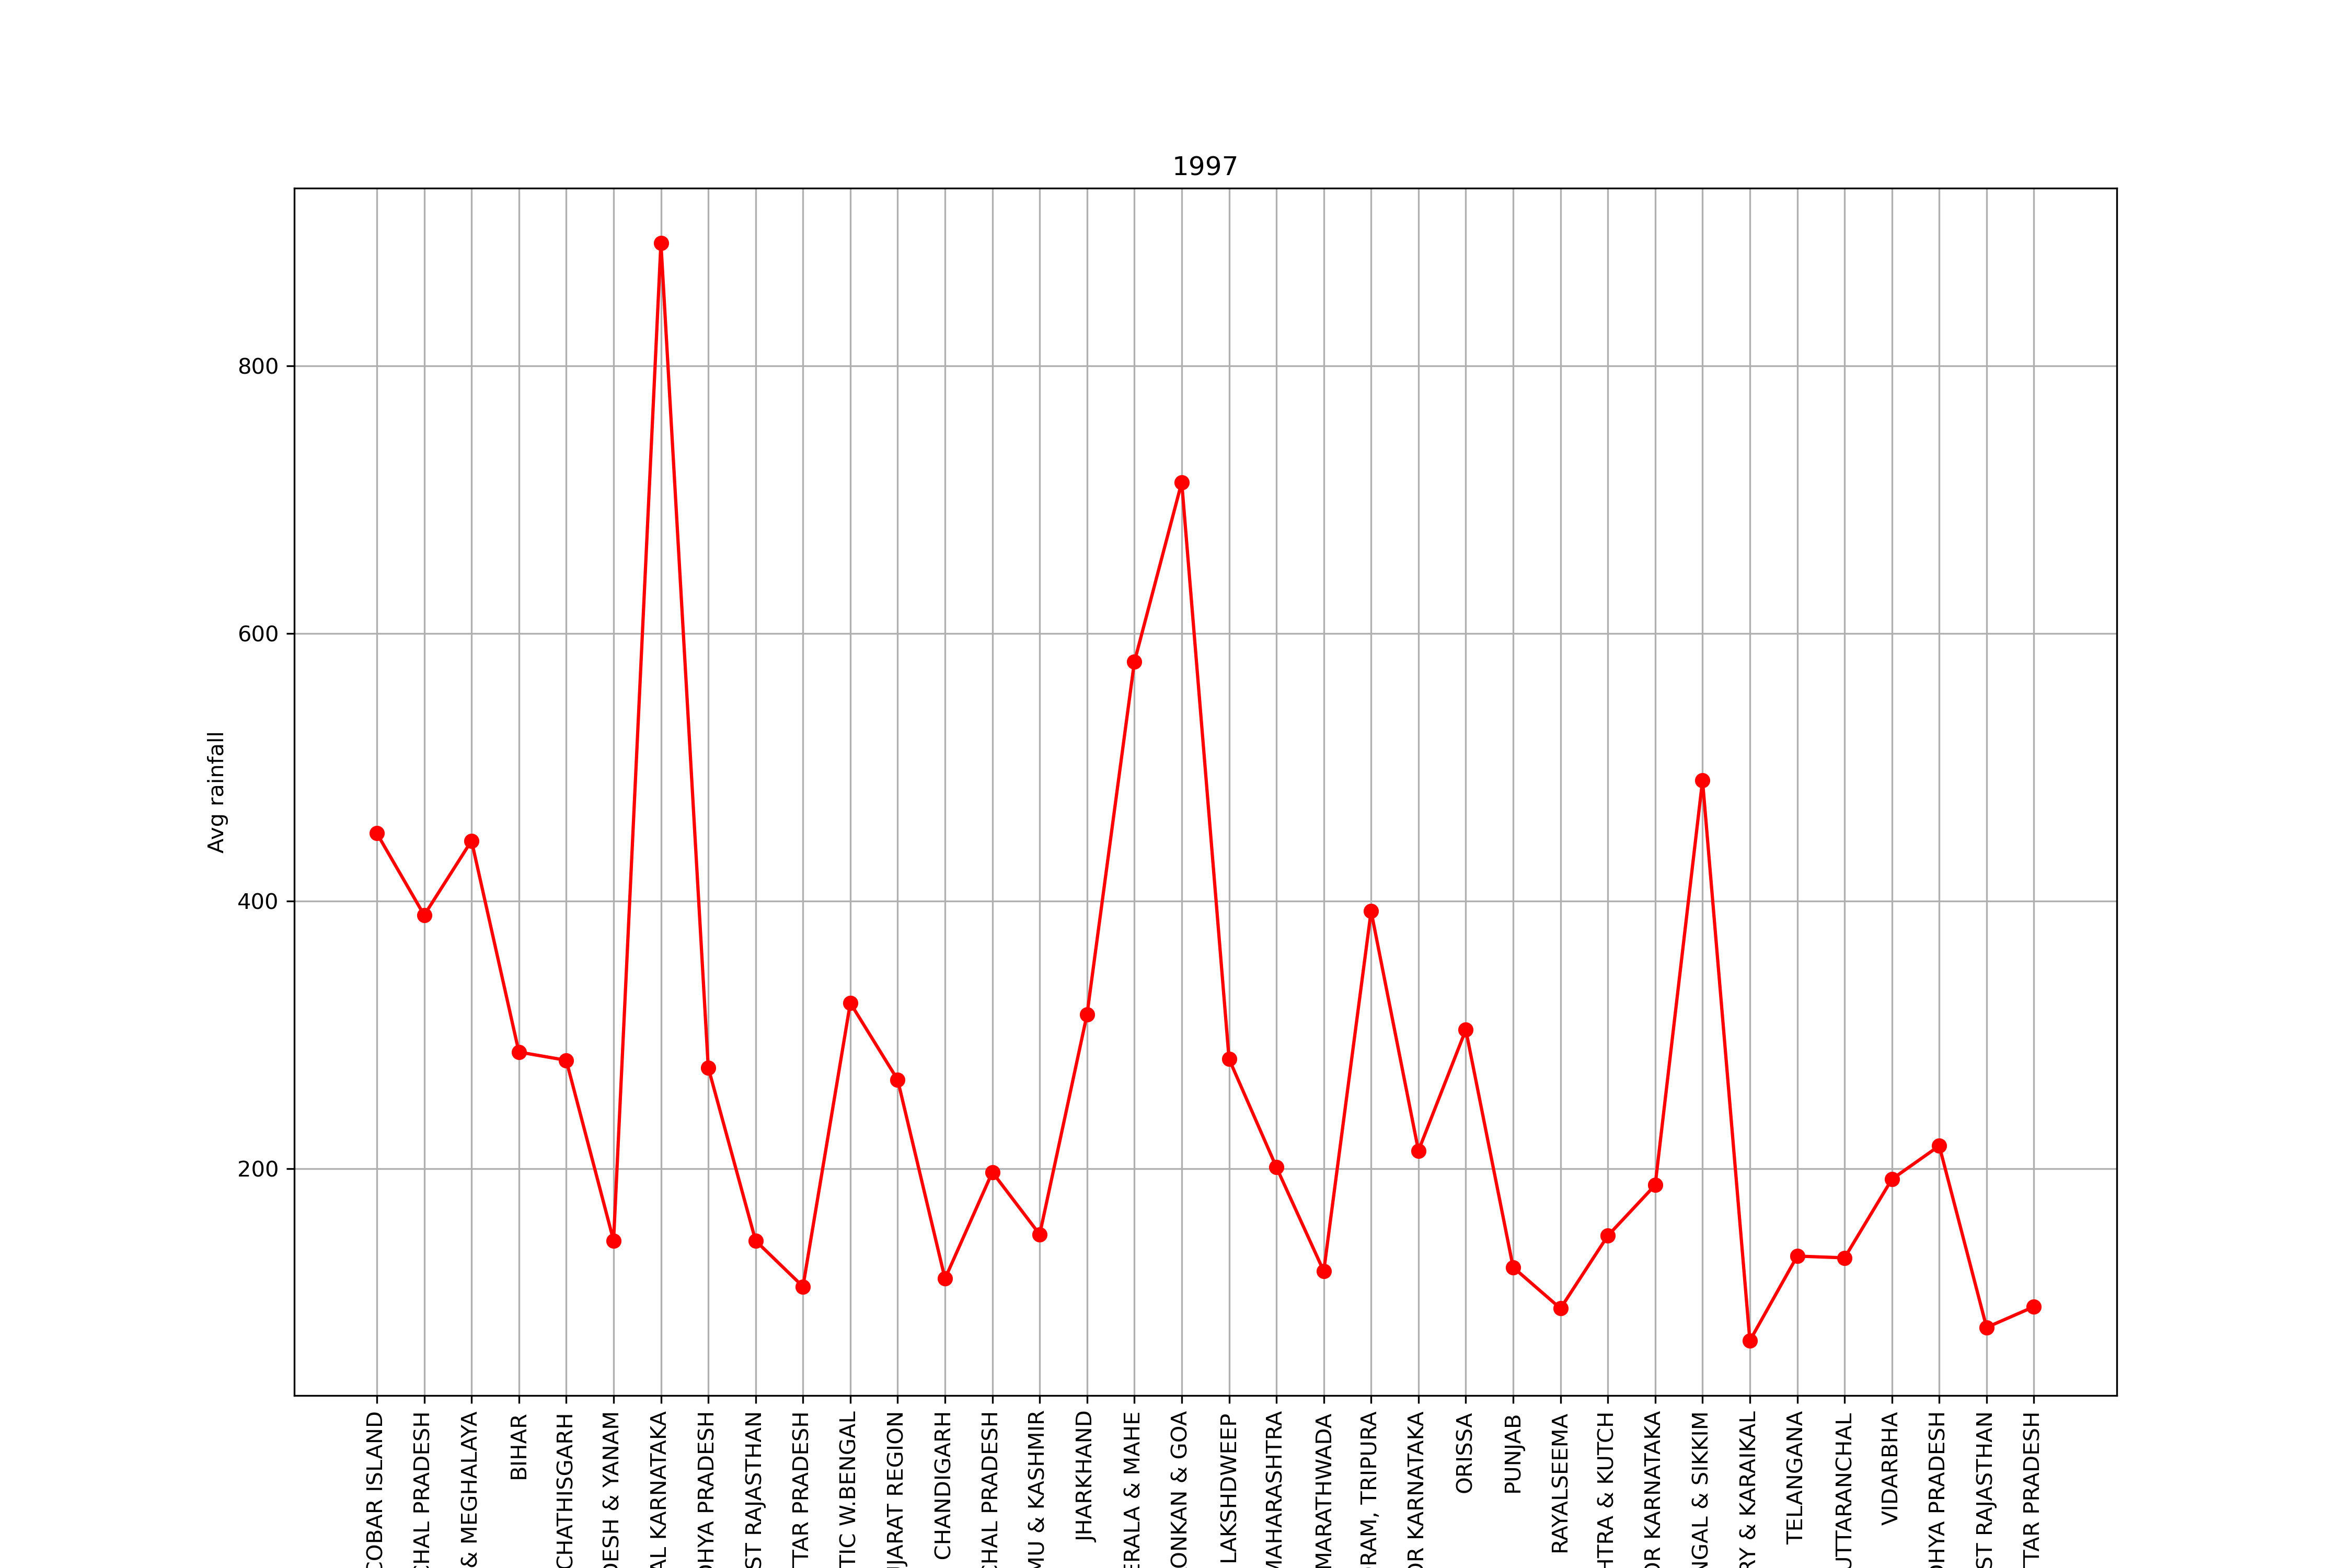 1997
Avg rainfall
800
600
400
200
COBAR ISLAND
CHAL PRADESH
& MEGHALAYA
BIHAR
CHATHISGARH
DESH & YANAM
AL KARNATAKA
DHYA PRADESH
ST RAJASTHAN
TTAR PRADESH
TIC W.BENGAL
JJARAT REGION
CHANDIGARH
CHAL PRADESH
MU & KASHMIR
JHARKHAND
ERALA & MAHE
ONKAN & GOA
LAKSHDWEEP
MAHARASHTRA
MARATHWADA
RAM, TRIPURA
OR KARNATAKA
ORISSA
PUNJAB
RAYALSEEMA
HTRA & KUTCH
OR KARNATAKA
NGAL & SIKKIM
RY & KARAIKAL
TELANGANA
UTTARANCHAL
VIDARBHA
DHYA PRADESH
ST RAJASTHAN
TTAR PRADESH